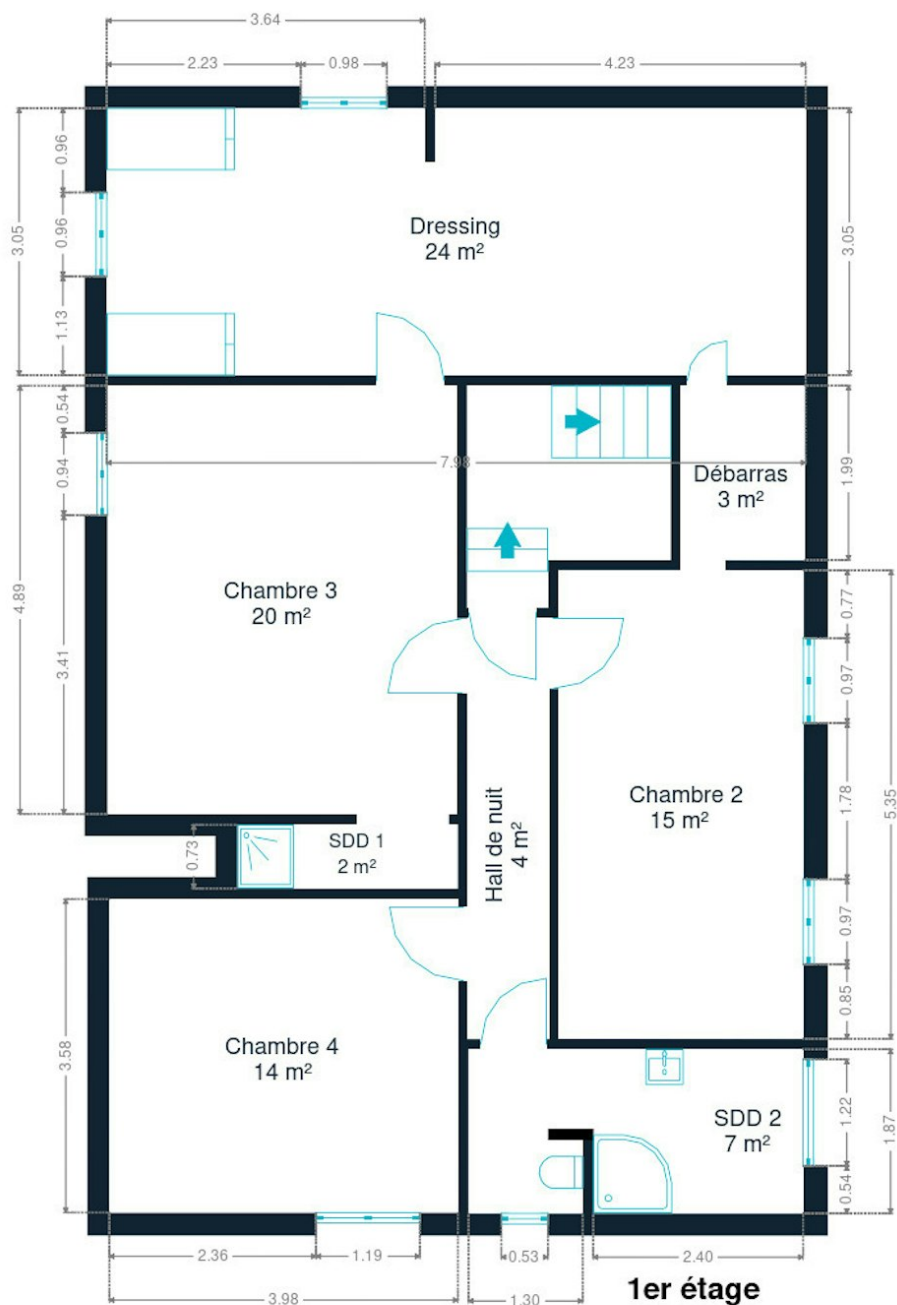 3.64
2.23
0.98
4.23
0.96
3.05
0.96
1.13
Dressing
24 m²
3.05
0.54
0.94
4.89
3.41
7.98
Débarras
3 m²
1.99
Chambre 3
20 m²
0.77
0.97
1.78
5.35
0.97
0.85
Chambre 2
15 m²
Hall de nuit
4 m²
0.73
SDD 1
2 m²
3.58
Chambre 4
14 m²
SDD 2
7 m²
1.22
1.87
0.54
2.36
1.19
0.53
2.40
3.98
1.30
1er étage